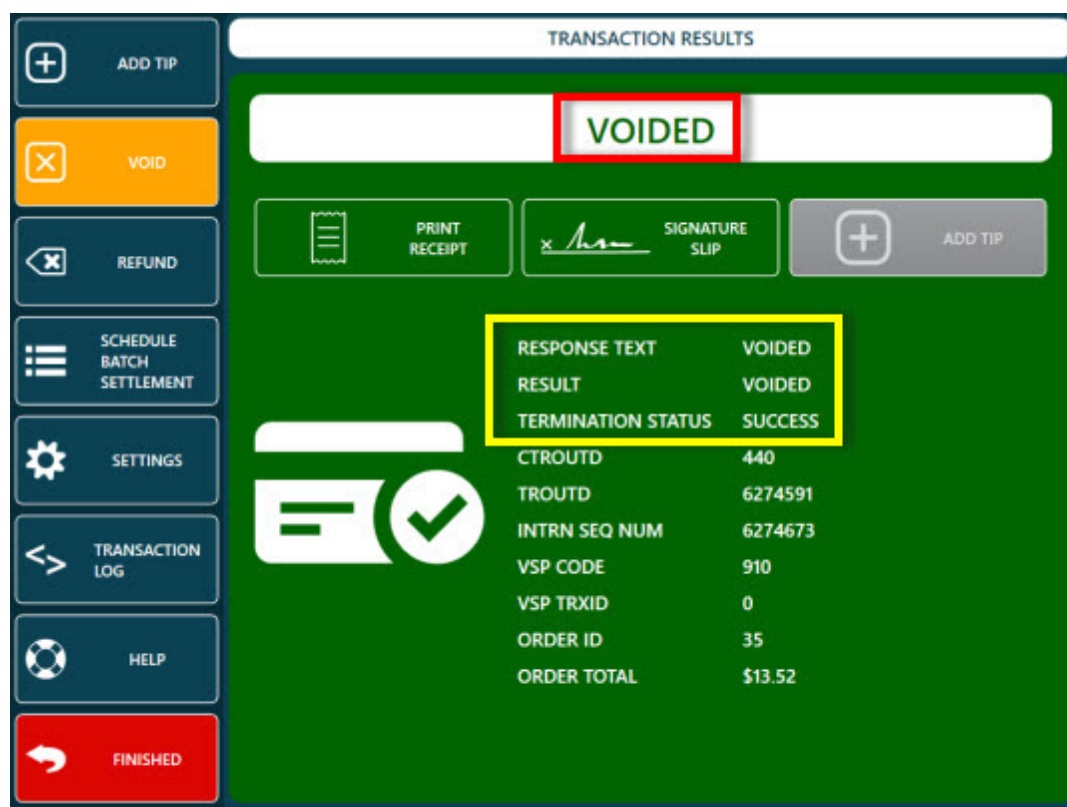 ADD TIP
VOID
REFUND
SCHEDULE
BATCH
SETTLEMENT
SETTINGS
TRANSACTION
LOG
HELP
FINISHED
TRANSACTION RESULTS
VOIDED
PRINT
RECEIPT
SIGNATURE
SLIP
ADD TIP
RESPONSE TEXT VOIDED
RESULT VOIDED
TERMINATION STATUS SUCCESS
CTROUTD 440
TROUTD 6274591
INTRN SEQ NUM 6274673
VSP CODE 910
VSP TRXID 0
ORDER ID 35
ORDER TOTAL $13.52